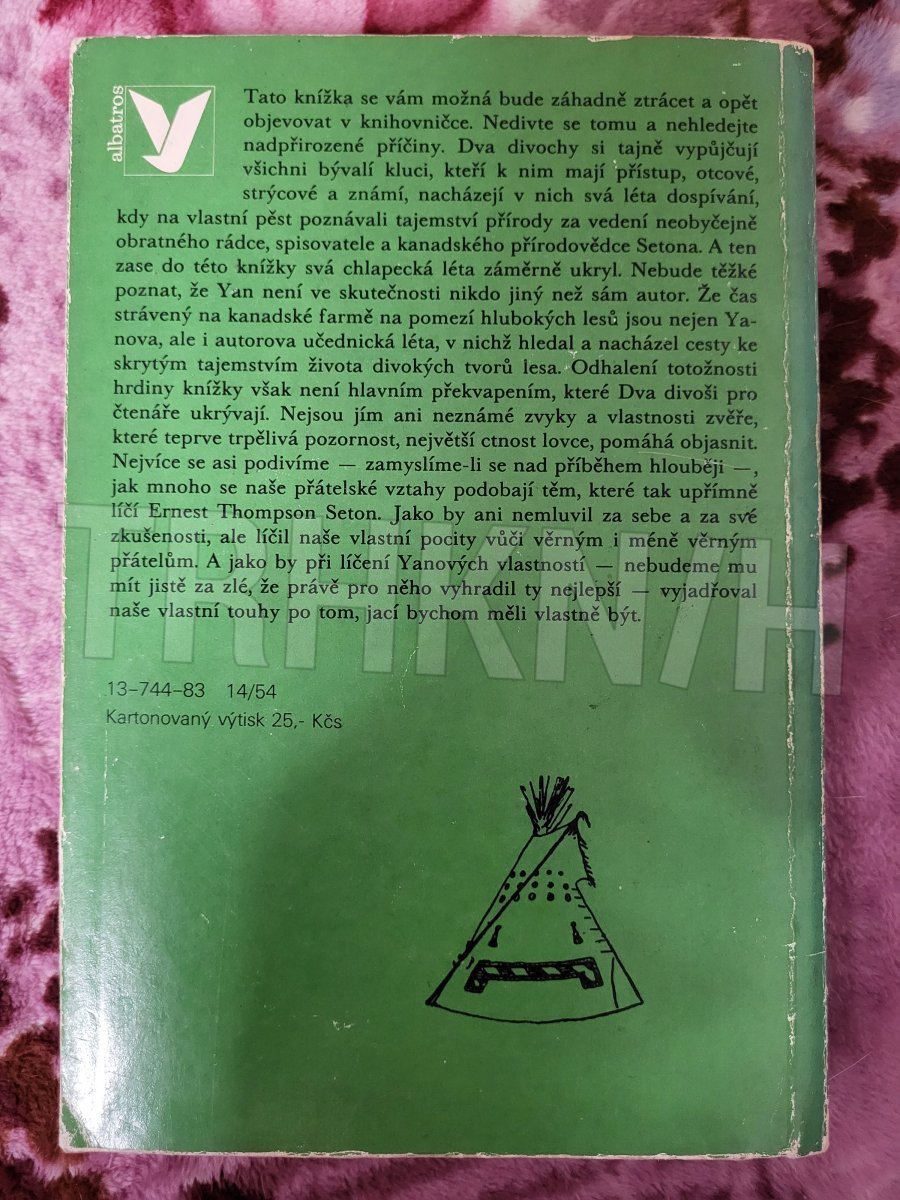 albatros
Tato knížka se vám možná bude záhadně ztrácet a opět
objevovat v knihovničce. Nedivte se tomu a nehledejte
nadpřirozené příčiny. Dva divochy si tajně vypůjčují
všichni bývalí kluci, kteří k nim mají přístup, otcové,
strýcové a známí, nacházejí v nich svá léta dospívání,
kdy na vlastní pěst poznávali tajemství přírody za vedení neobyčejně
obratného rádce, spisovatele a kanadského přírodovědce Setona. A ten
zase do této knížky svá chlapecká léta záměrně ukryl. Nebude těžké
poznat, že Yan není ve skutečnosti nikdo jiný než sám autor. Že čas
strávený na kanadské farmě na pomezí hlubokých lesů jsou nejen Ya-
nova, ale i autorova učednická léta, v nichž hledal a nacházel cesty ke
skrytým tajemstvím života divokých tvorů lesa. Odhalení totožnosti
hrdiny knížky však není hlavním překvapením, které Dva divoši pro
čtenáře ukrývají. Nejsou jím ani neznámé zvyky a vlastnosti zvěře,
které teprve trpělivá pozornost, největší ctnost lovce, pomáhá objasnit.
Nejvíce se asi podivíme — zamyslíme-li se nad příběhem hlouběji —,
jak mnoho se naše přátelské vztahy podobají těm, které tak upřímně
líčí Ernest Thompson Seton. Jako by ani nemluvil za sebe a za své
zkušenosti, ale líčil naše vlastní pocity vůči věrným i méně věrným
přátelům. A jako by při líčení Yanových vlastností — nebudeme mu
mít jistě za zlé, že právě pro něho vyhradil ty nejlepší — vyjadřoval
naše vlastní touhy po tom, jací bychom měli vlastně být.
TRHKNIH
13-744-83 14/54
Kartonovaný výtisk 25,- Kčs